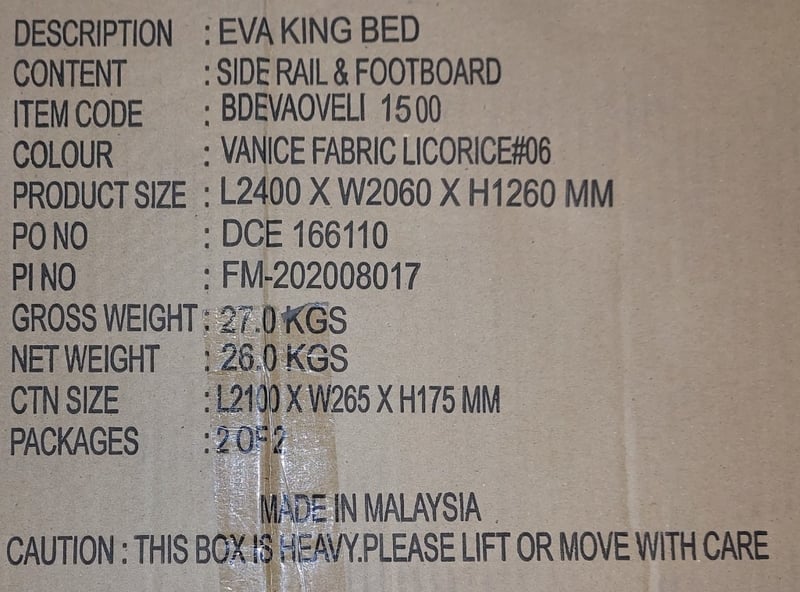 DESCRIPTION : EVA KING BED
CONTENT : SIDE RAIL & FOOTBOARD
ITEM CODE : BDEVAOVELI 1500
COLOUR : VANICE FABRIC LICORICE#06
PRODUCT SIZE : L2400 X W2060 X H1260 MM
PO NO : DCE 166110
PI NO : FM-202008017
GROSS WEIGHT : 27.0 KGS
NET WEIGHT : 26.0 KGS
CTN SIZE : L2100 X W265 X H175 MM
PACKAGES : 2 OF 2
MADE IN MALAYSIA
CAUTION : THIS BOX IS HEAVY.PLEASE LIFT OR MOVE WITH CARE